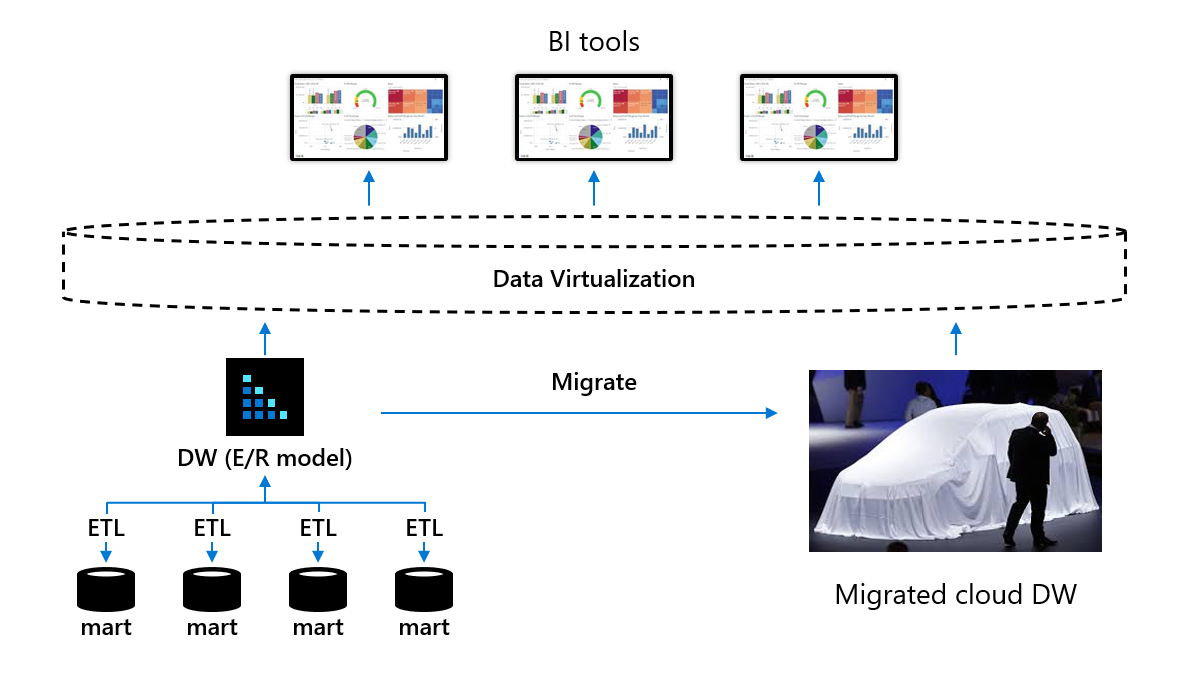 BI tools
Data Virtualization
Migrate
DW (E/R model)
ETL ETL ETL ETL
mart mart mart mart
Migrated cloud DW